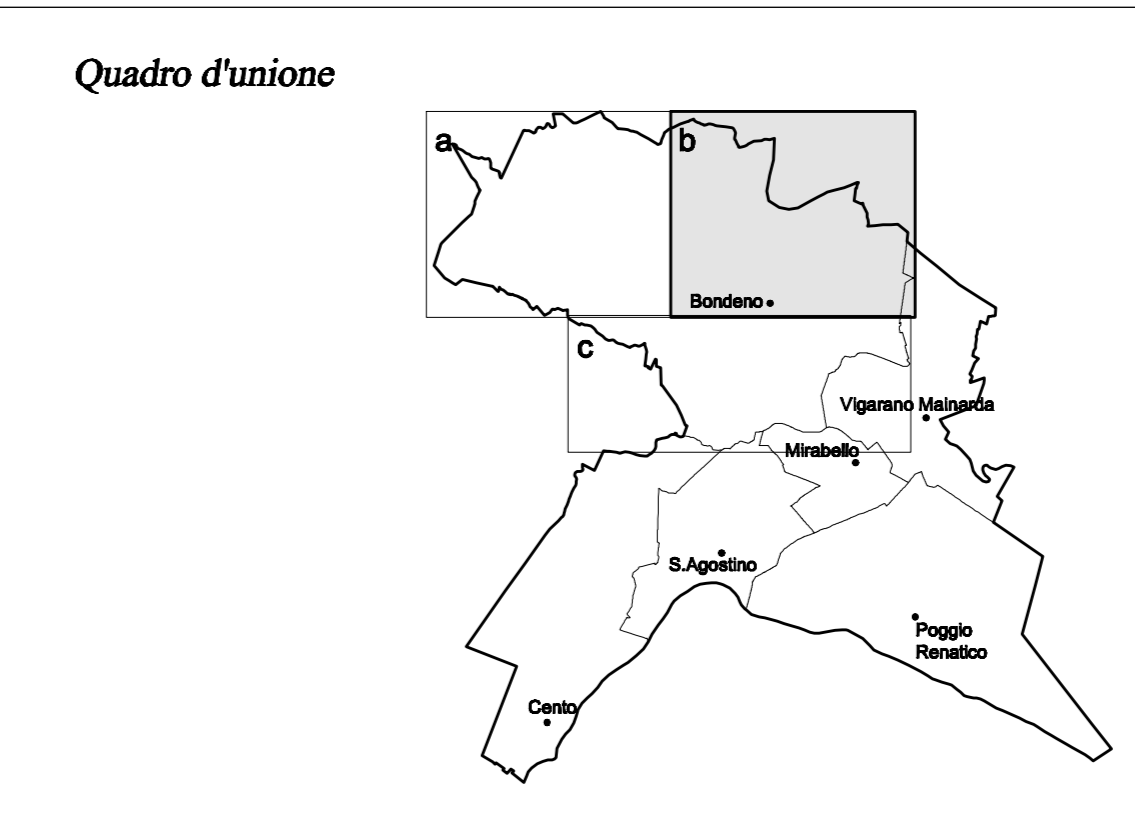 Quadro d'unione
a
b
Bondeno
c
Vigarano Mainarda
Mirabello
S.Agostino
Poggio
Renatico
Cento